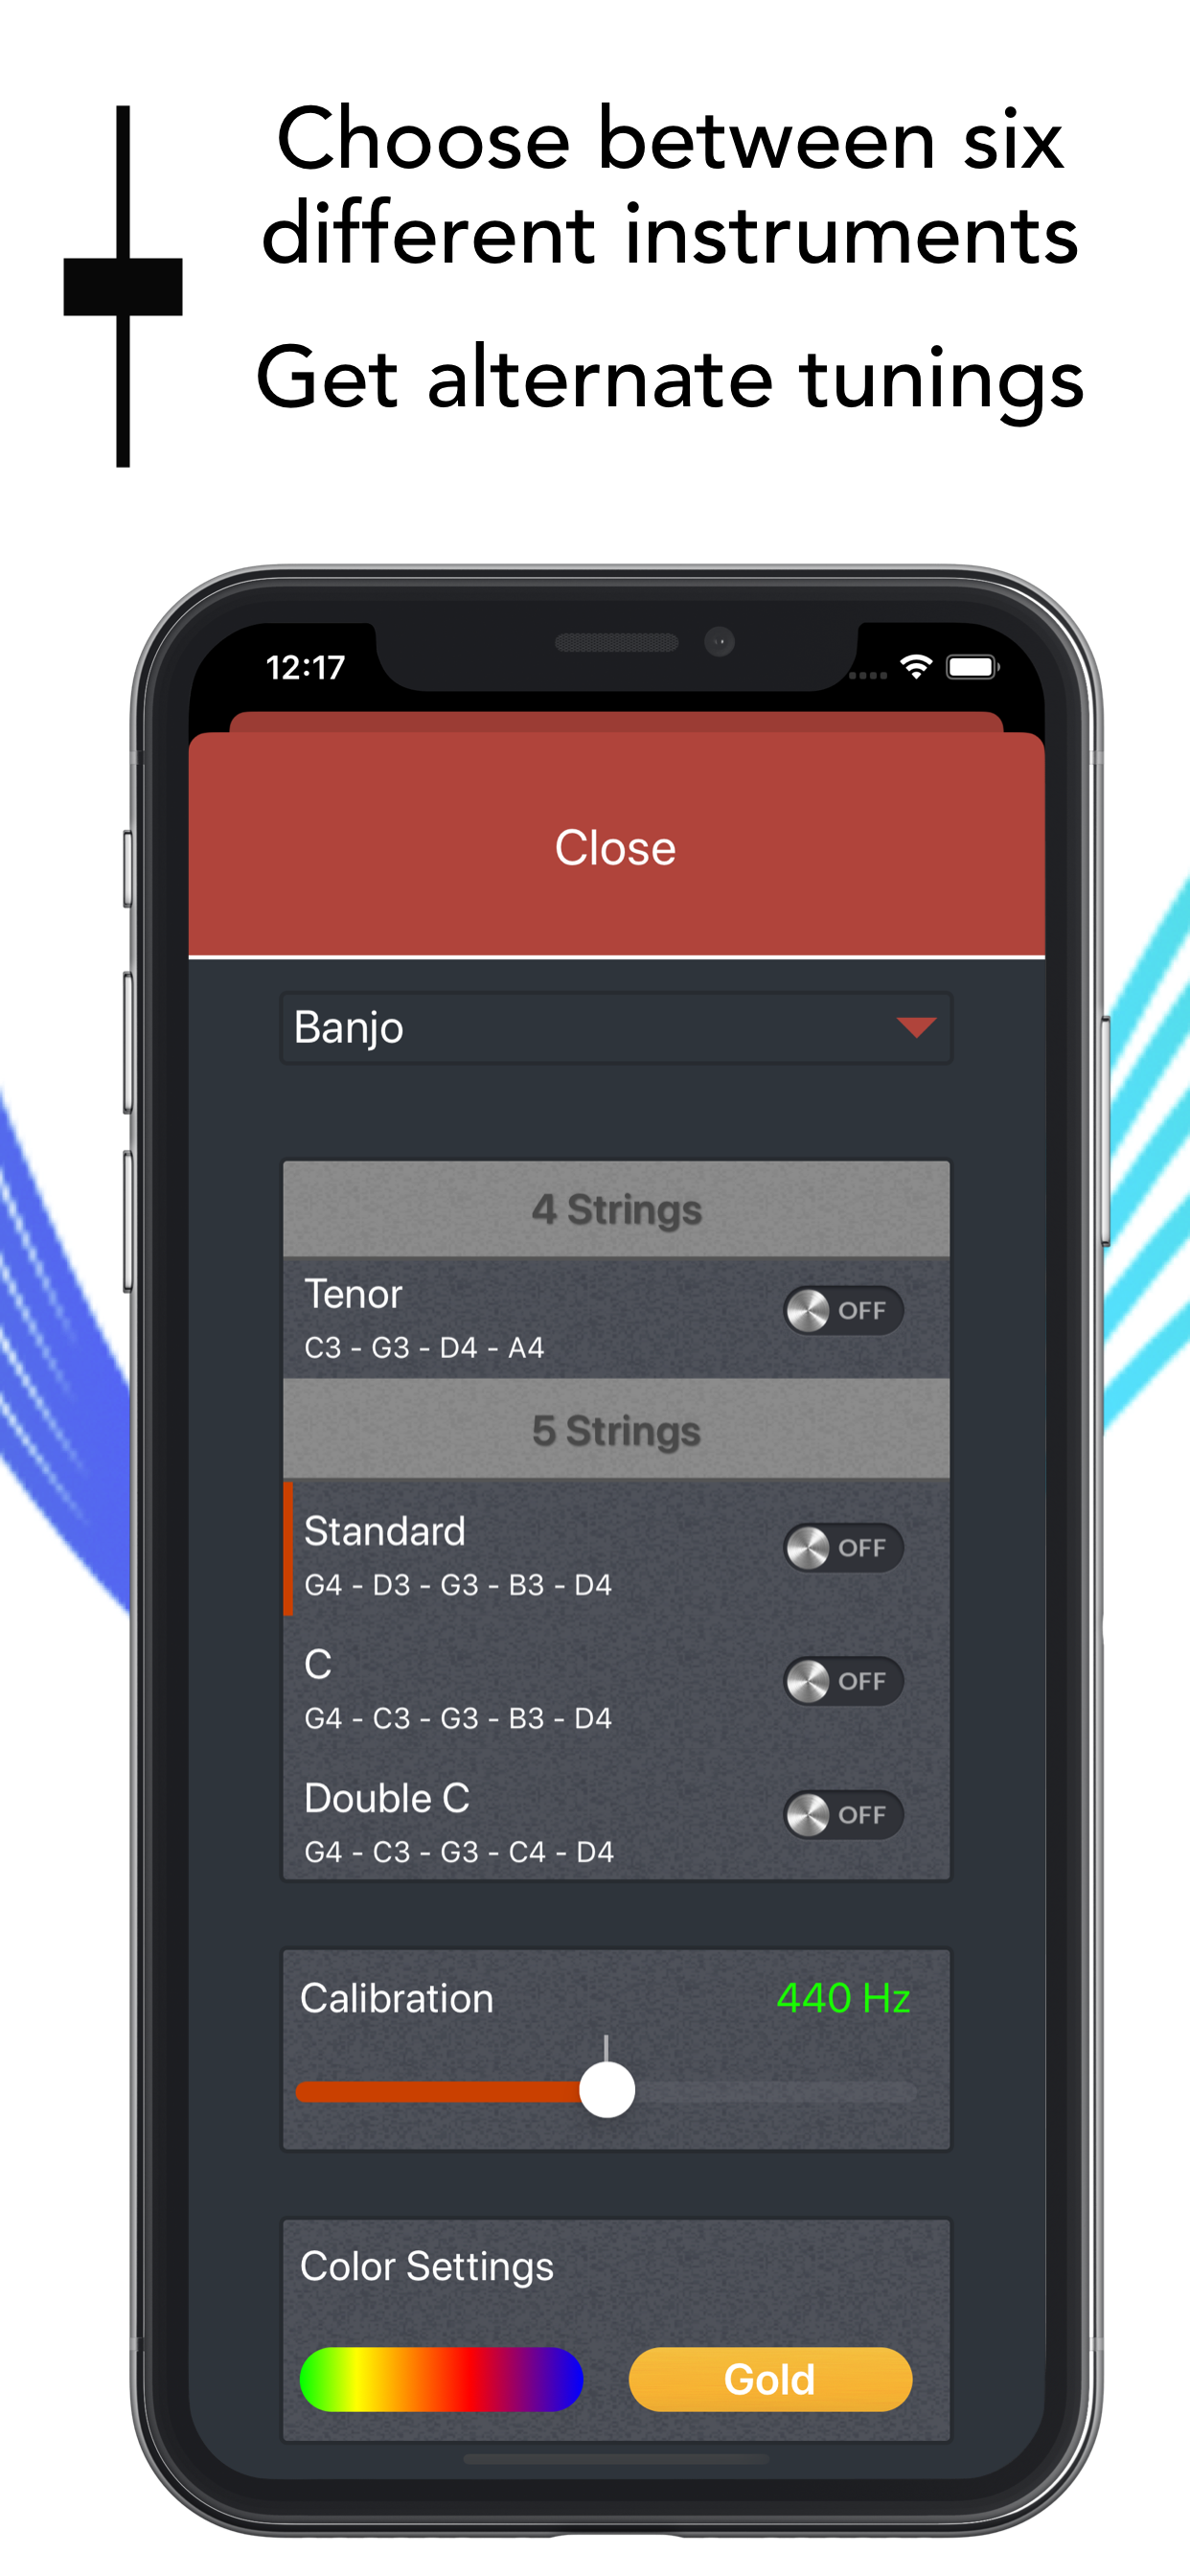 Choose between six
different instruments
Get alternate tunings
12:17
Close
Banjo
4 Strings
Tenor
OFF
C3 - G3 - D4 - A4
5 Strings
Standard
OFF
G4 - D3 - G3 - B3 - D4
C
OFF
G4 - C3 - G3 - B3 - D4
Double C
OFF
G4 - C3 - G3 - C4 - D4
Calibration 440 Hz
Color Settings
Gold